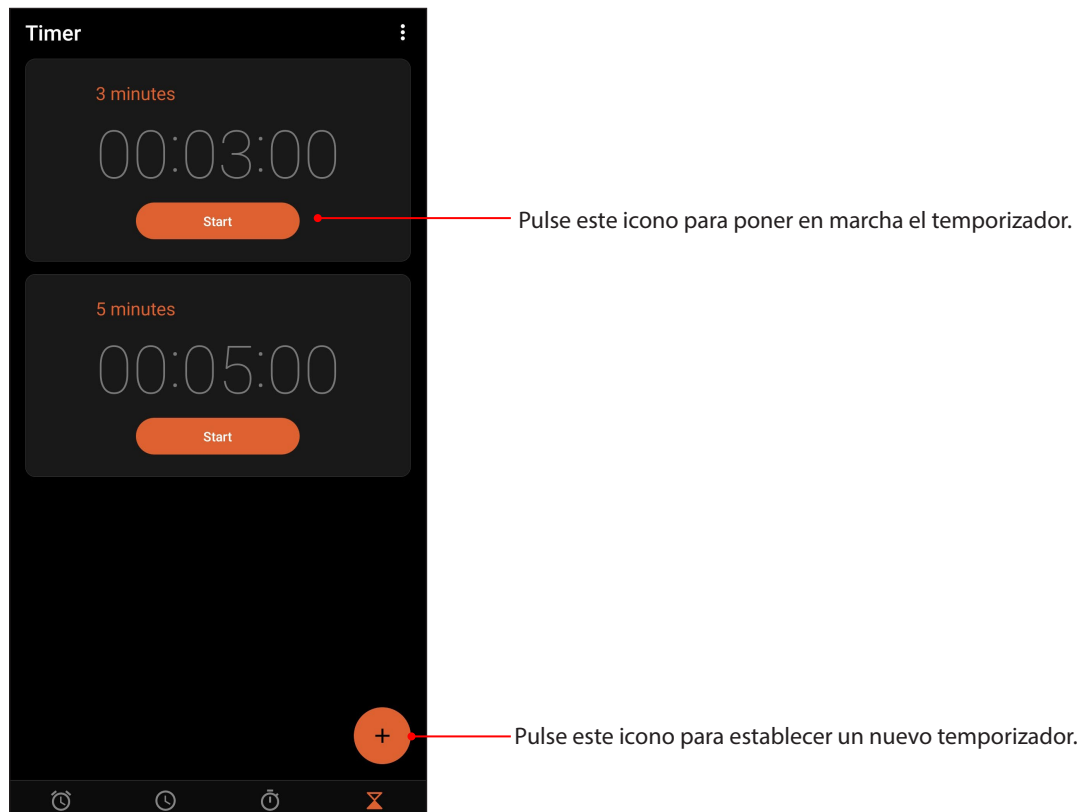 Timer
3 minutes
00:03:00
Start
Pulse este icono para poner en marcha el temporizador.
5 minutes
00:05:00
Start
+
Pulse este icono para establecer un nuevo temporizador.